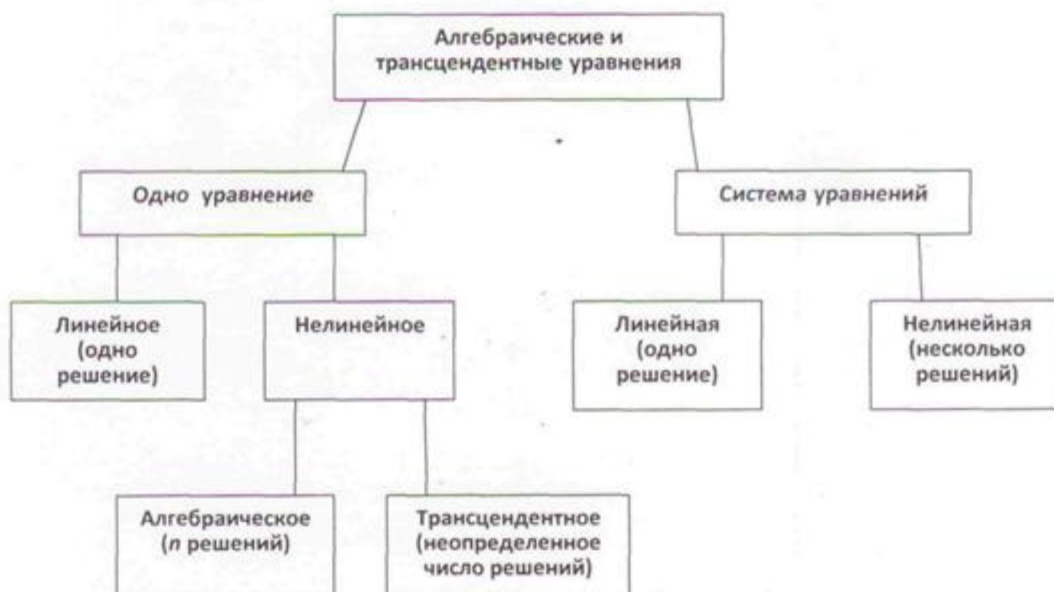 Алгебраические и
трансцендентные уравнения
Одно уравнение
Система уравнений
Линейное
(одно
решение)
Нелинейное
Линейная
(одно
решение)
Нелинейная
(несколько
решений)
Алгебраическое
(n решений)
Трансцендентное
(неопределенное
число решений)